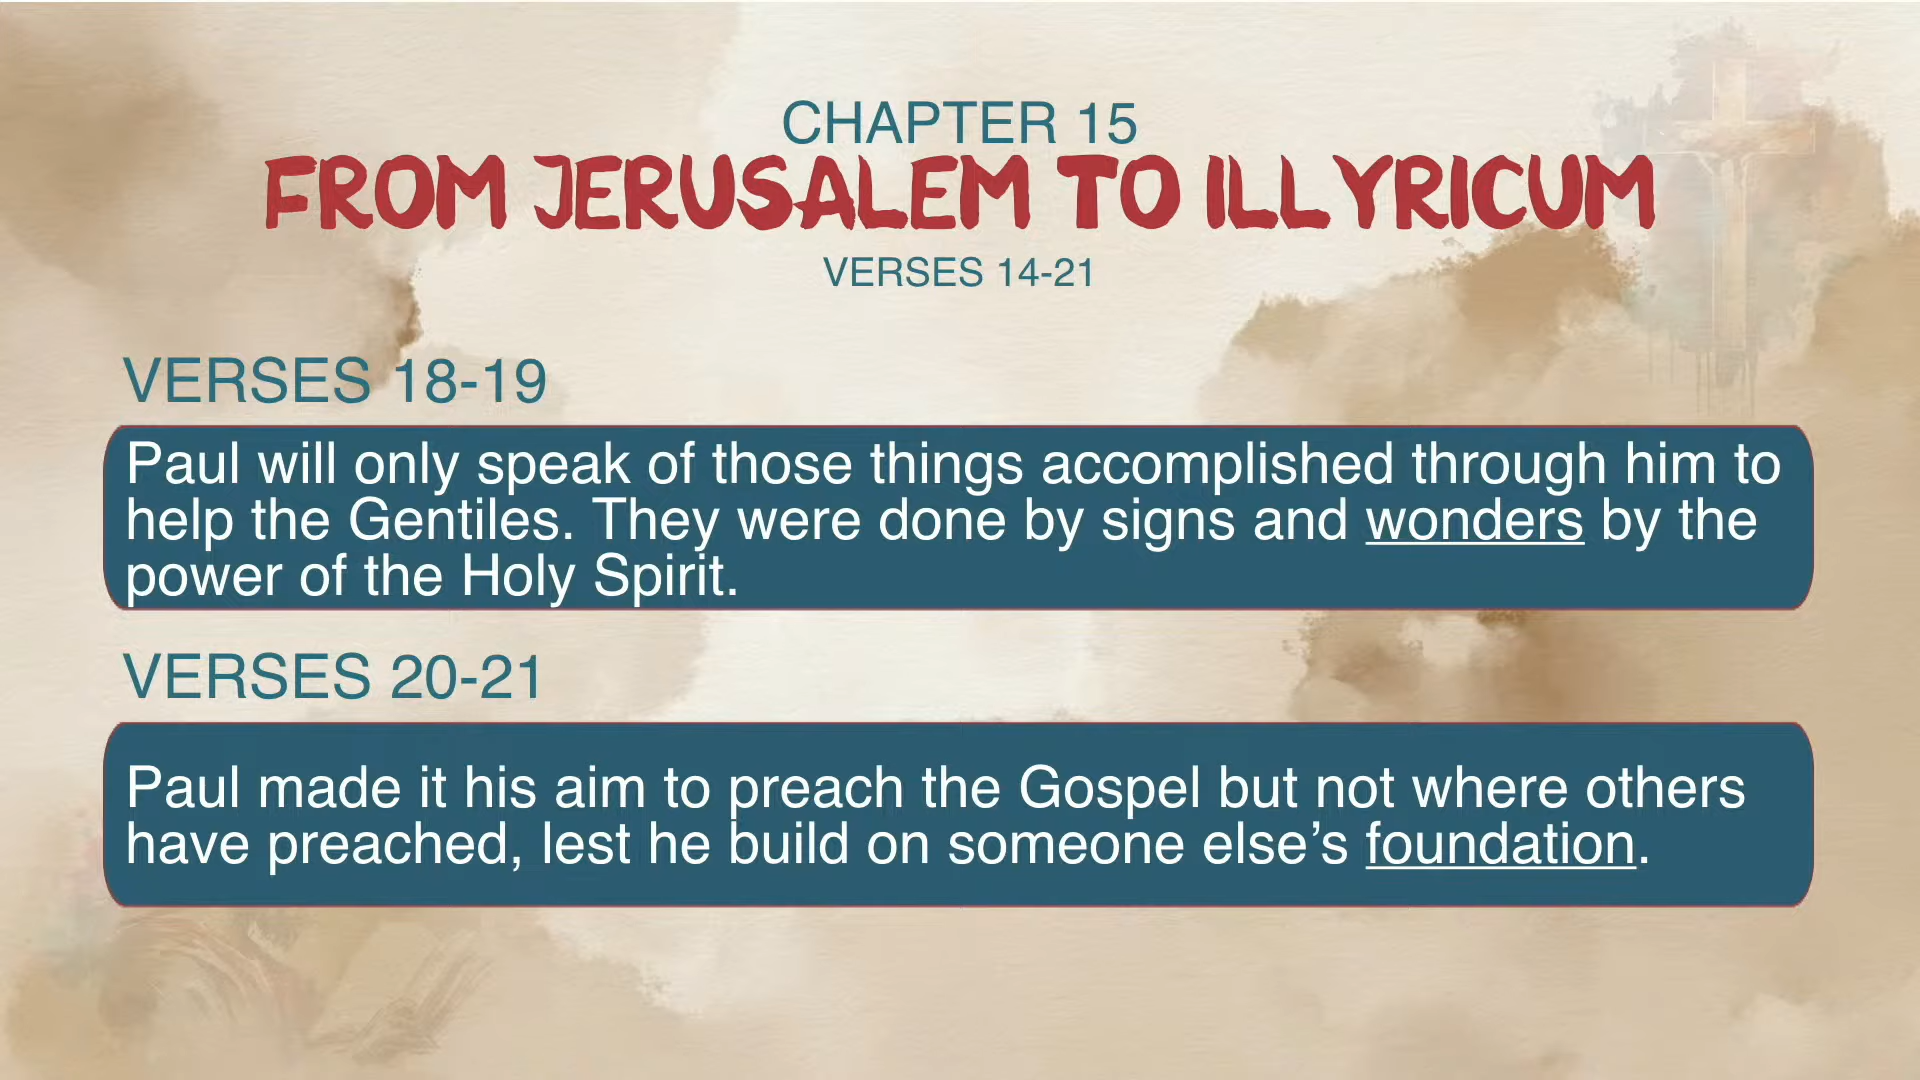 CHAPTER 15
FROM JERUSALEM TO ILLYRICUM
VERSES 14-21
VERSES 18-19
Paul will only speak of those things accomplished through him to
help the Gentiles. They were done by signs and wonders by the
power of the Holy Spirit.
VERSES 20-21
Paul made it his aim to preach the Gospel but not where others
have preached, lest he build on someone else’s foundation.